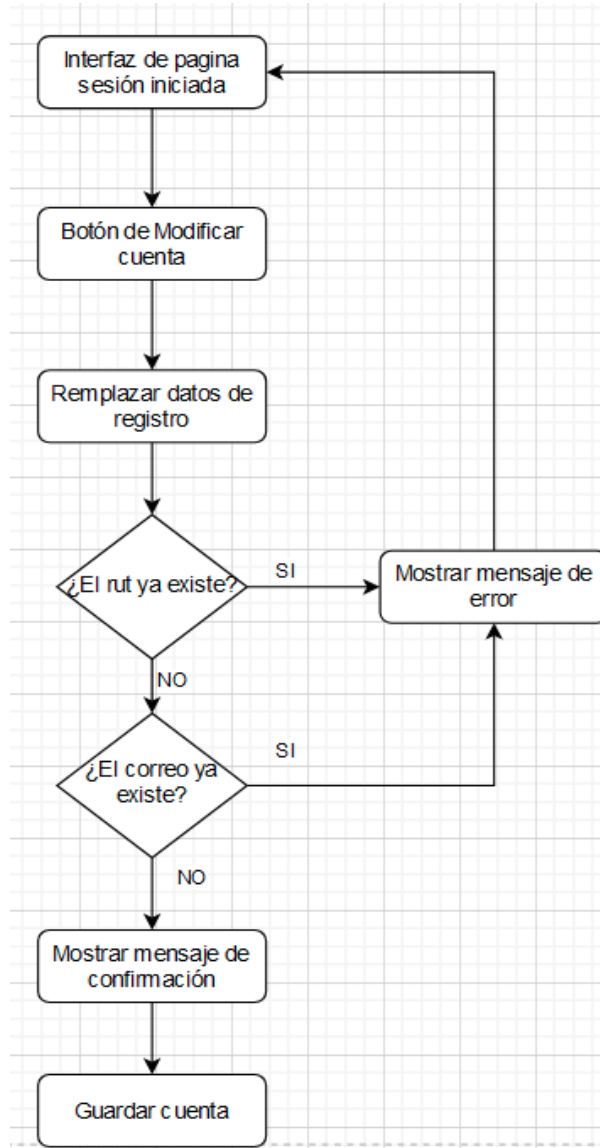 Interfaz de pagina
sesión iniciada
Botón de Modificar
cuenta
Remplazar datos de
registro
¿El rut ya existe?
SI
Mostrar mensaje de
error
NO
¿El correo ya
existe?
SI
NO
Mostrar mensaje de
confirmación
Guardar cuenta